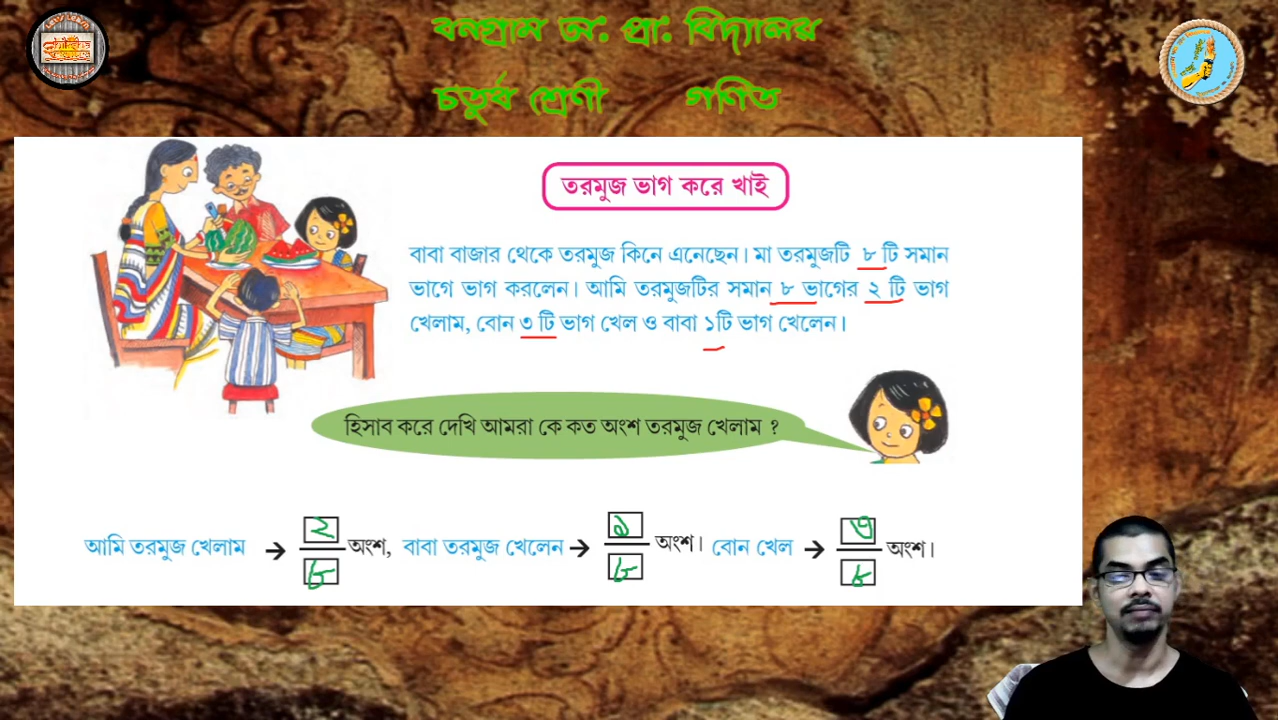 বনগ্রাম অ: প্রা: বিদ্যালয়
চতুর্থ শ্রেণী গণিত
তরমুজ ভাগ করে খাই
বাবা বাজার থেকে তরমুজ কিনে এনেছেন। মা তরমুজটি ৮ টি সমান
ভাগে ভাগ করলেন। আমি তরমুজটির সমান ৮ ভাগের ২ টি ভাগ
খেলাম, বোন ৩ টি ভাগ খেল ও বাবা ১টি ভাগ খেলেন।
হিসাব করে দেখি আমরা কে কত অংশ তরমুজ খেলাম ?
২ ১ ৩
আমি তরমুজ খেলাম → অংশ, বাবা তরমুজ খেলেন → অংশ। বোন খেল → অংশ।
৮ ৮ ৮